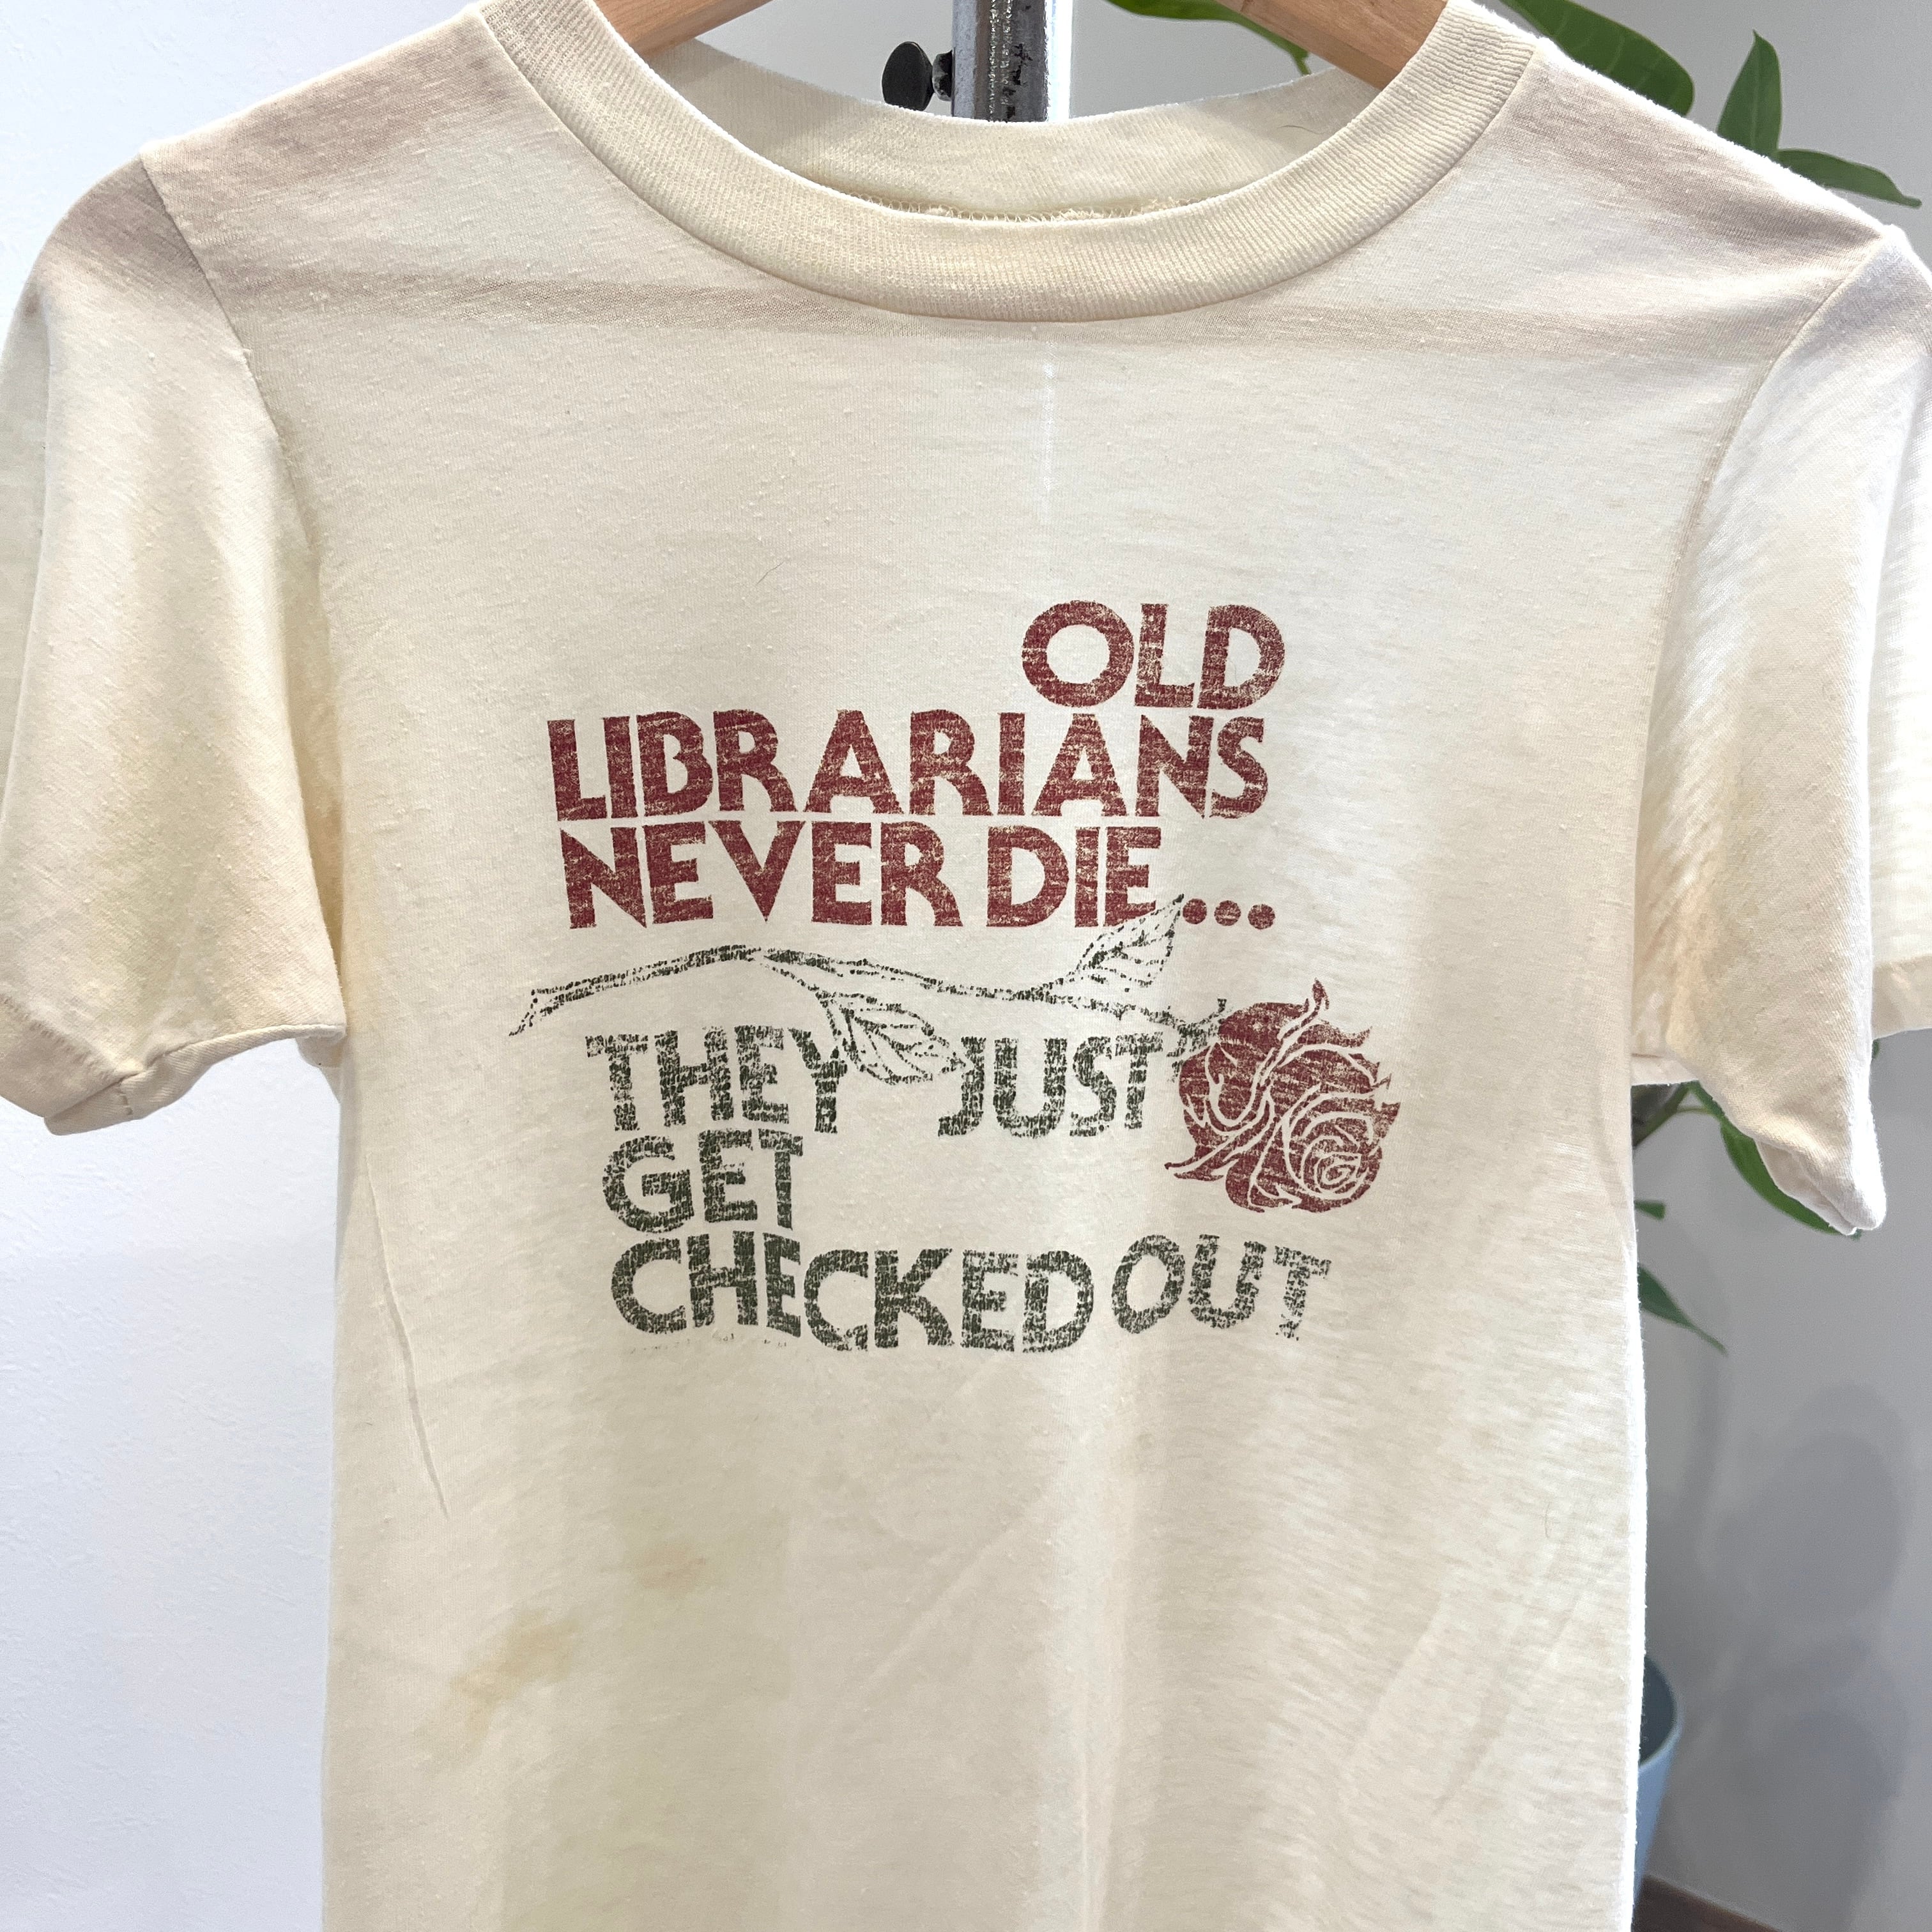 OLD
LIBRARIANS
NEVER DIE...
THEY JUST
GET
CHECKED OUT